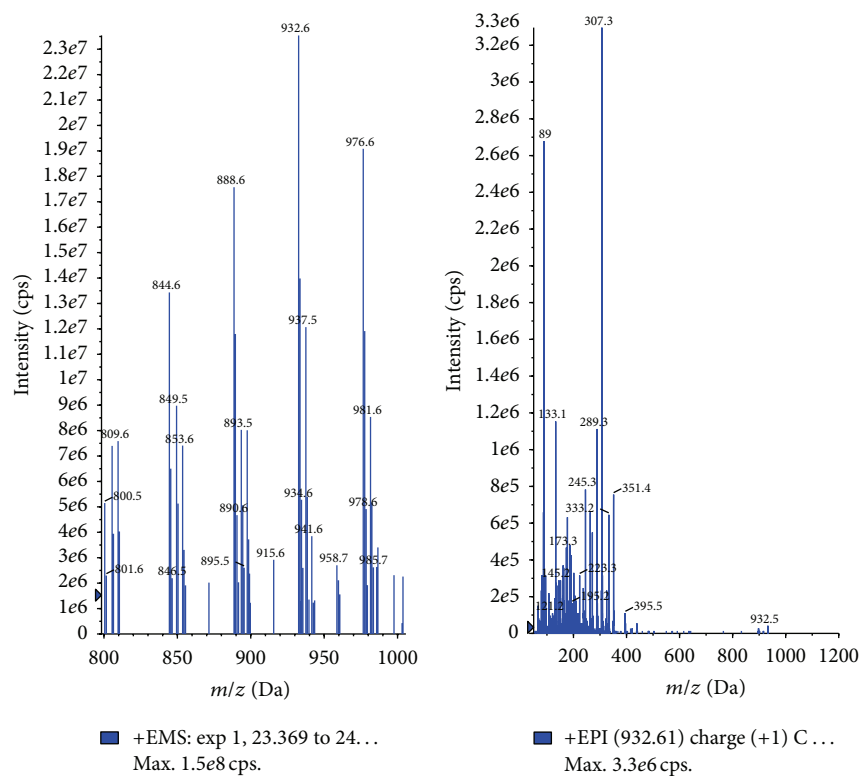 Intensity (cps)
2.3e7
2.2e7
2.1e7
2e7
1.9e7
1.8e7
1.7e7
1.6e7
1.5e7
1.4e7
1.3e7
1.2e7
1.1e7
1e7
9e6
8e6
7e6
6e6
5e6
4e6
3e6
2e6
1e6
0
932.6
976.6
888.6
844.6
937.5
849.5
981.6
893.5
809.6
853.6
800.5
934.6
978.6
890.6
941.6
801.6
846.5
895.5
915.6
958.7
985.7
800
850
900
950
1000
m/z (Da)
+EMS: exp 1, 23.369 to 24...
Max. 1.5e8 cps.
Intensity (cps)
3.3e6
3.2e6
3e6
2.8e6
2.6e6
2.4e6
2.2e6
2e6
1.8e6
1.6e6
1.4e6
1.2e6
1e6
8e5
6e5
4e5
2e5
0
307.3
89
133.1
289.3
245.3
351.4
333.2
173.3
145.2
223.3
121.2
195.2
395.5
932.5
200
400
600
800
1000
1200
m/z (Da)
+EPI (932.61) charge (+1) C ...
Max. 3.3e6 cps.